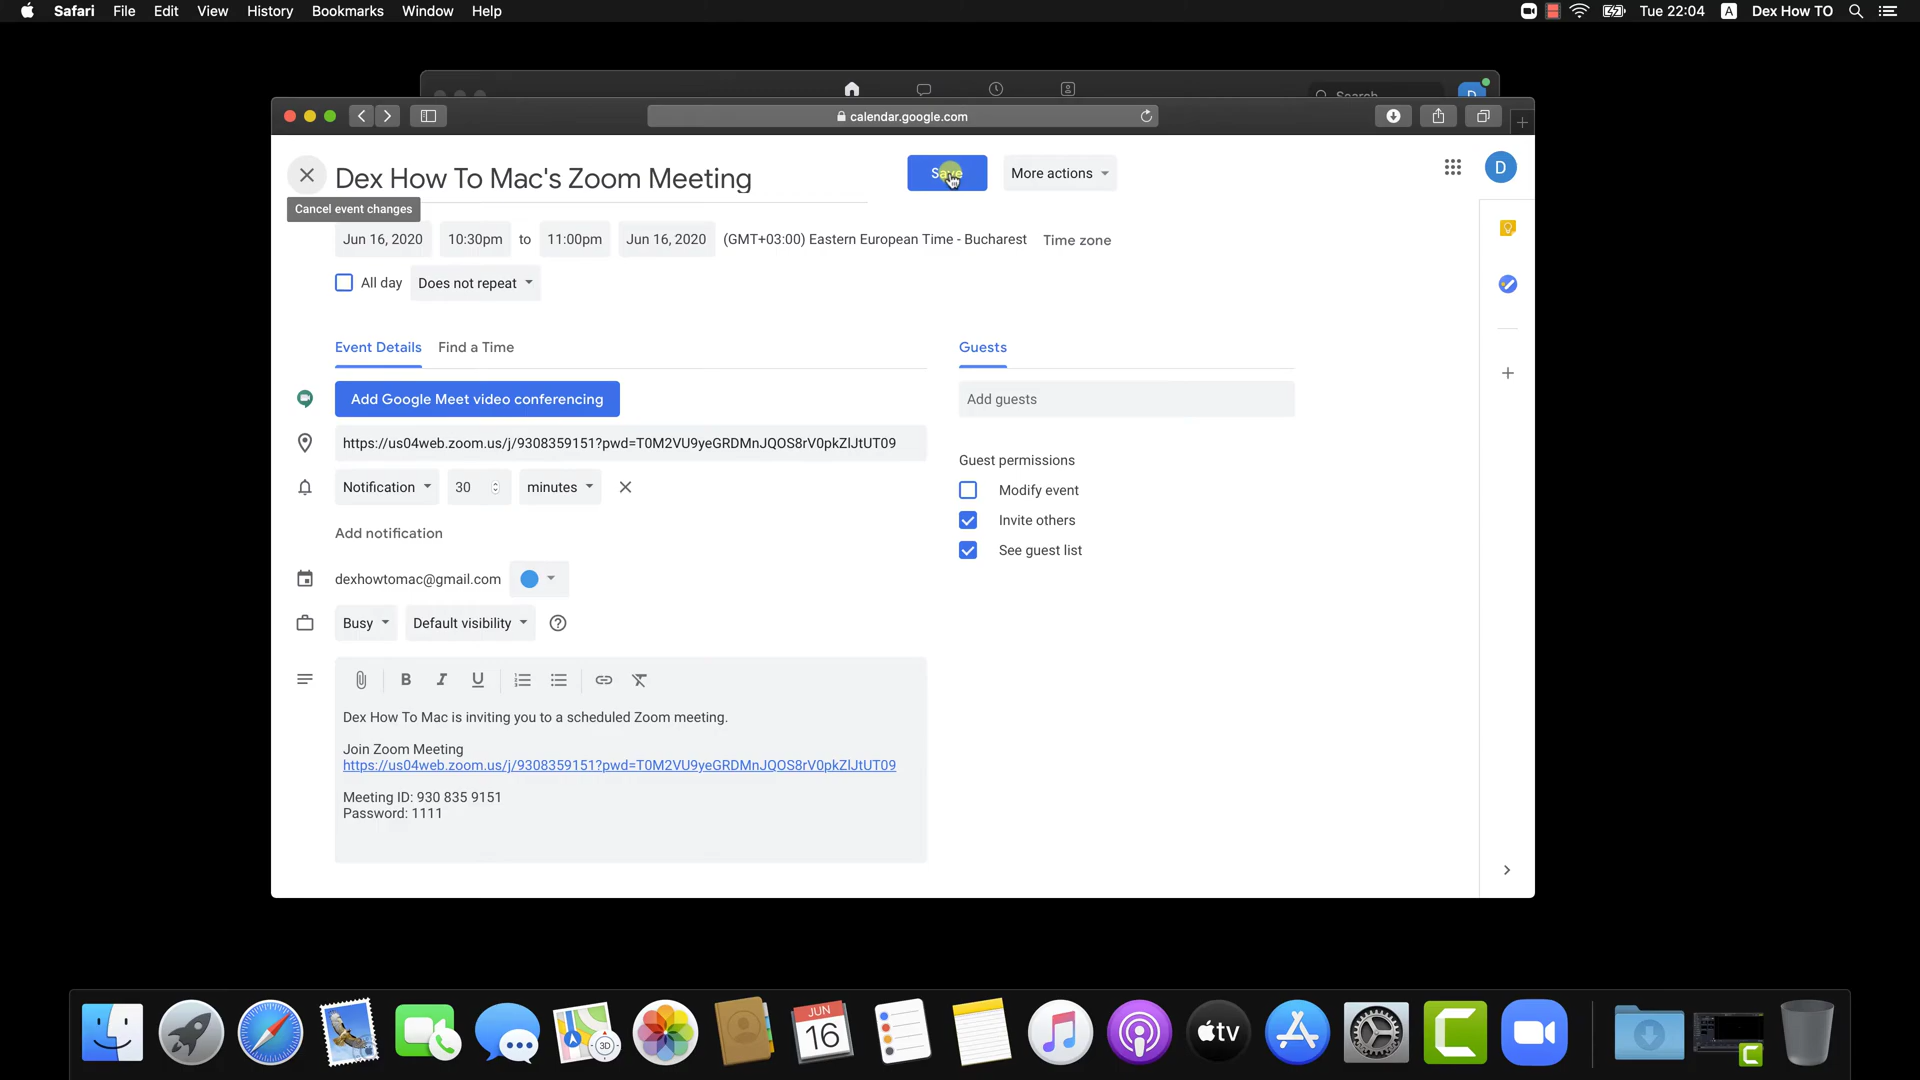 Safari File Edit View History Bookmarks Window Help
Tue 22:04 A Dex How TO
Search
D
calendar.google.com
Dex How To Mac's Zoom Meeting
Save
More actions
D
Cancel event changes
Jun 16, 2020 10:30pm to 11:00pm Jun 16, 2020 (GMT+03:00) Eastern European Time - Bucharest Time zone
All day Does not repeat
Event Details Find a Time
Guests
Add Google Meet video conferencing
Add guests
https://us04web.zoom.us/j/9308359151?pwd=T0M2VU9yeGRDMnJQOS8rV0pkZlJtUT09
Guest permissions
Notification 30 minutes
Modify event
Invite others
Add notification
See guest list
dexhowtomac@gmail.com
Busy Default visibility
B I U
Dex How To Mac is inviting you to a scheduled Zoom meeting.
Join Zoom Meeting
https://us04web.zoom.us/j/9308359151?pwd=T0M2VU9yeGRDMnJQOS8rV0pkZlJtUT09
Meeting ID: 930 835 9151
Password: 1111
3D
JUN
16
tv